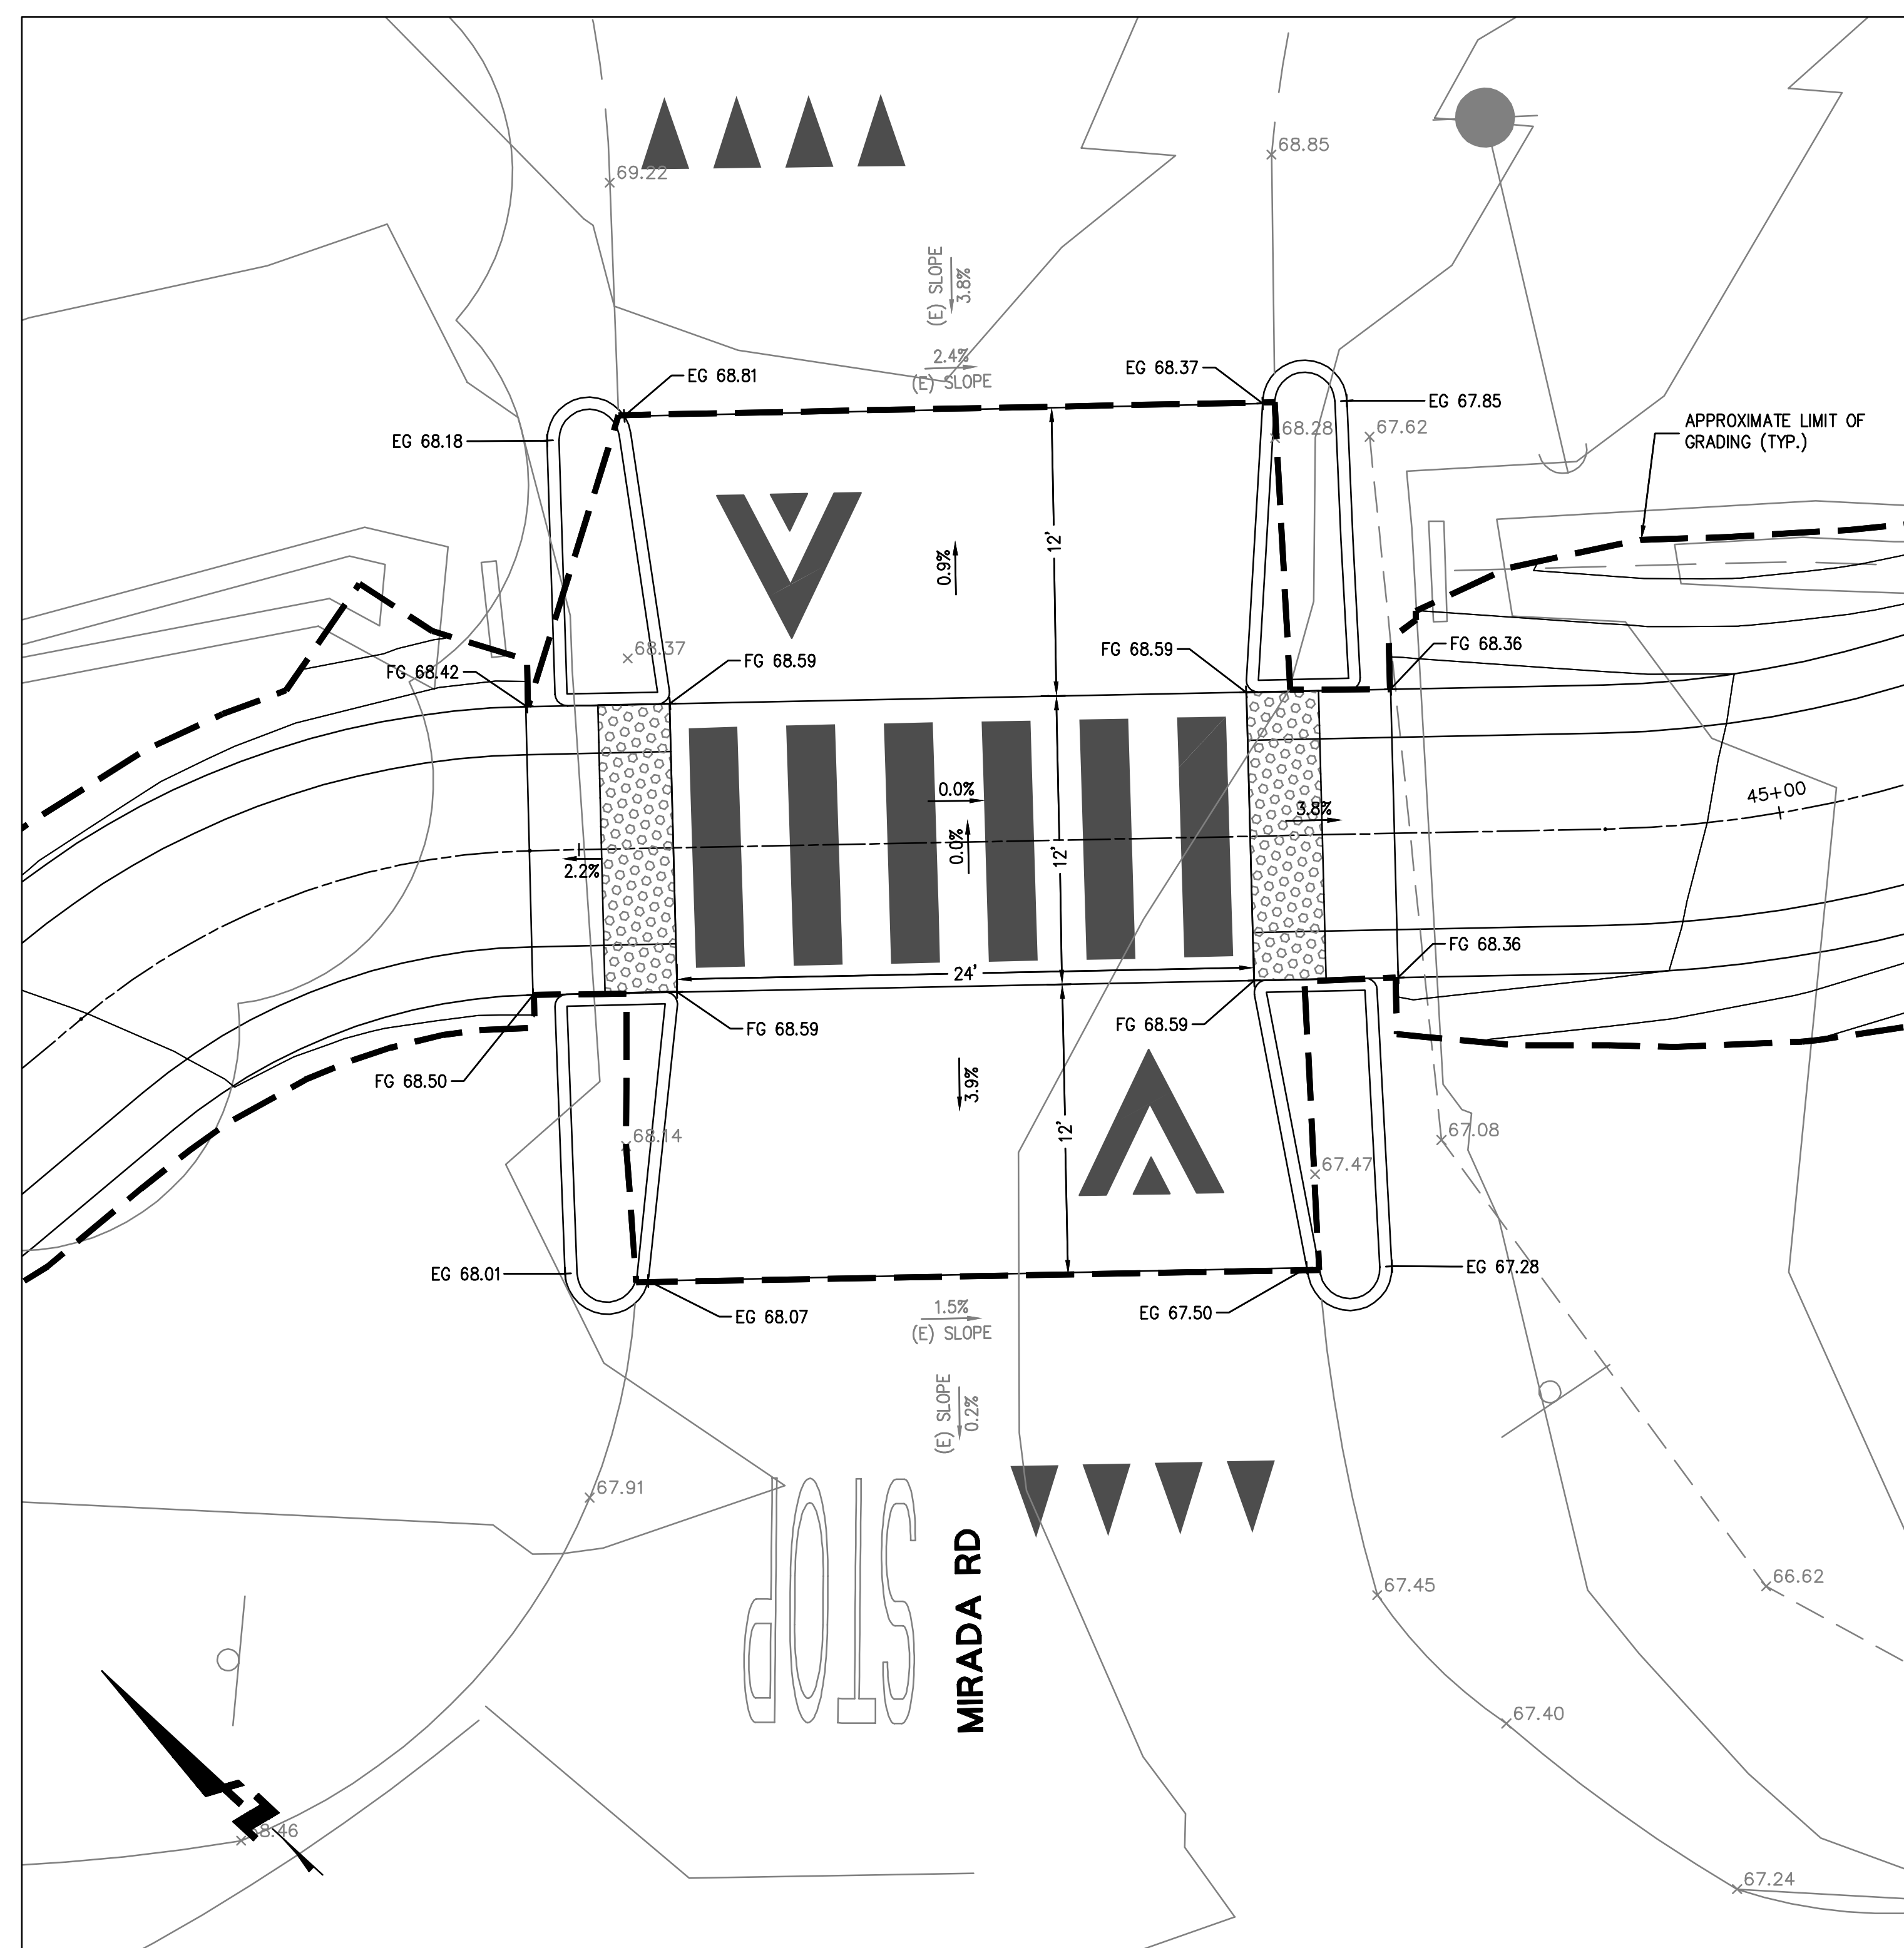 69.22
68.85
(E) SLOPE
3.8%
2.4%
(E) SLOPE
EG 68.81
EG 68.37
EG 67.85
EG 68.18
68.28
67.62
APPROXIMATE LIMIT OF
GRADING (TYP.)
12'
0.9%
68.37
FG 68.59
FG 68.59
FG 68.36
FG 68.42
0.0%
3.8%
45+00
0.0%
12'
2.2%
24'
FG 68.36
FG 68.59
FG 68.59
FG 68.50
3.9%
12'
68.14
67.47
67.08
EG 68.01
EG 67.28
EG 68.07
EG 67.50
1.5%
(E) SLOPE
(E) SLOPE
0.2%
67.91
STOP
MIRADA RD
67.45
66.62
67.40
68.46
67.24